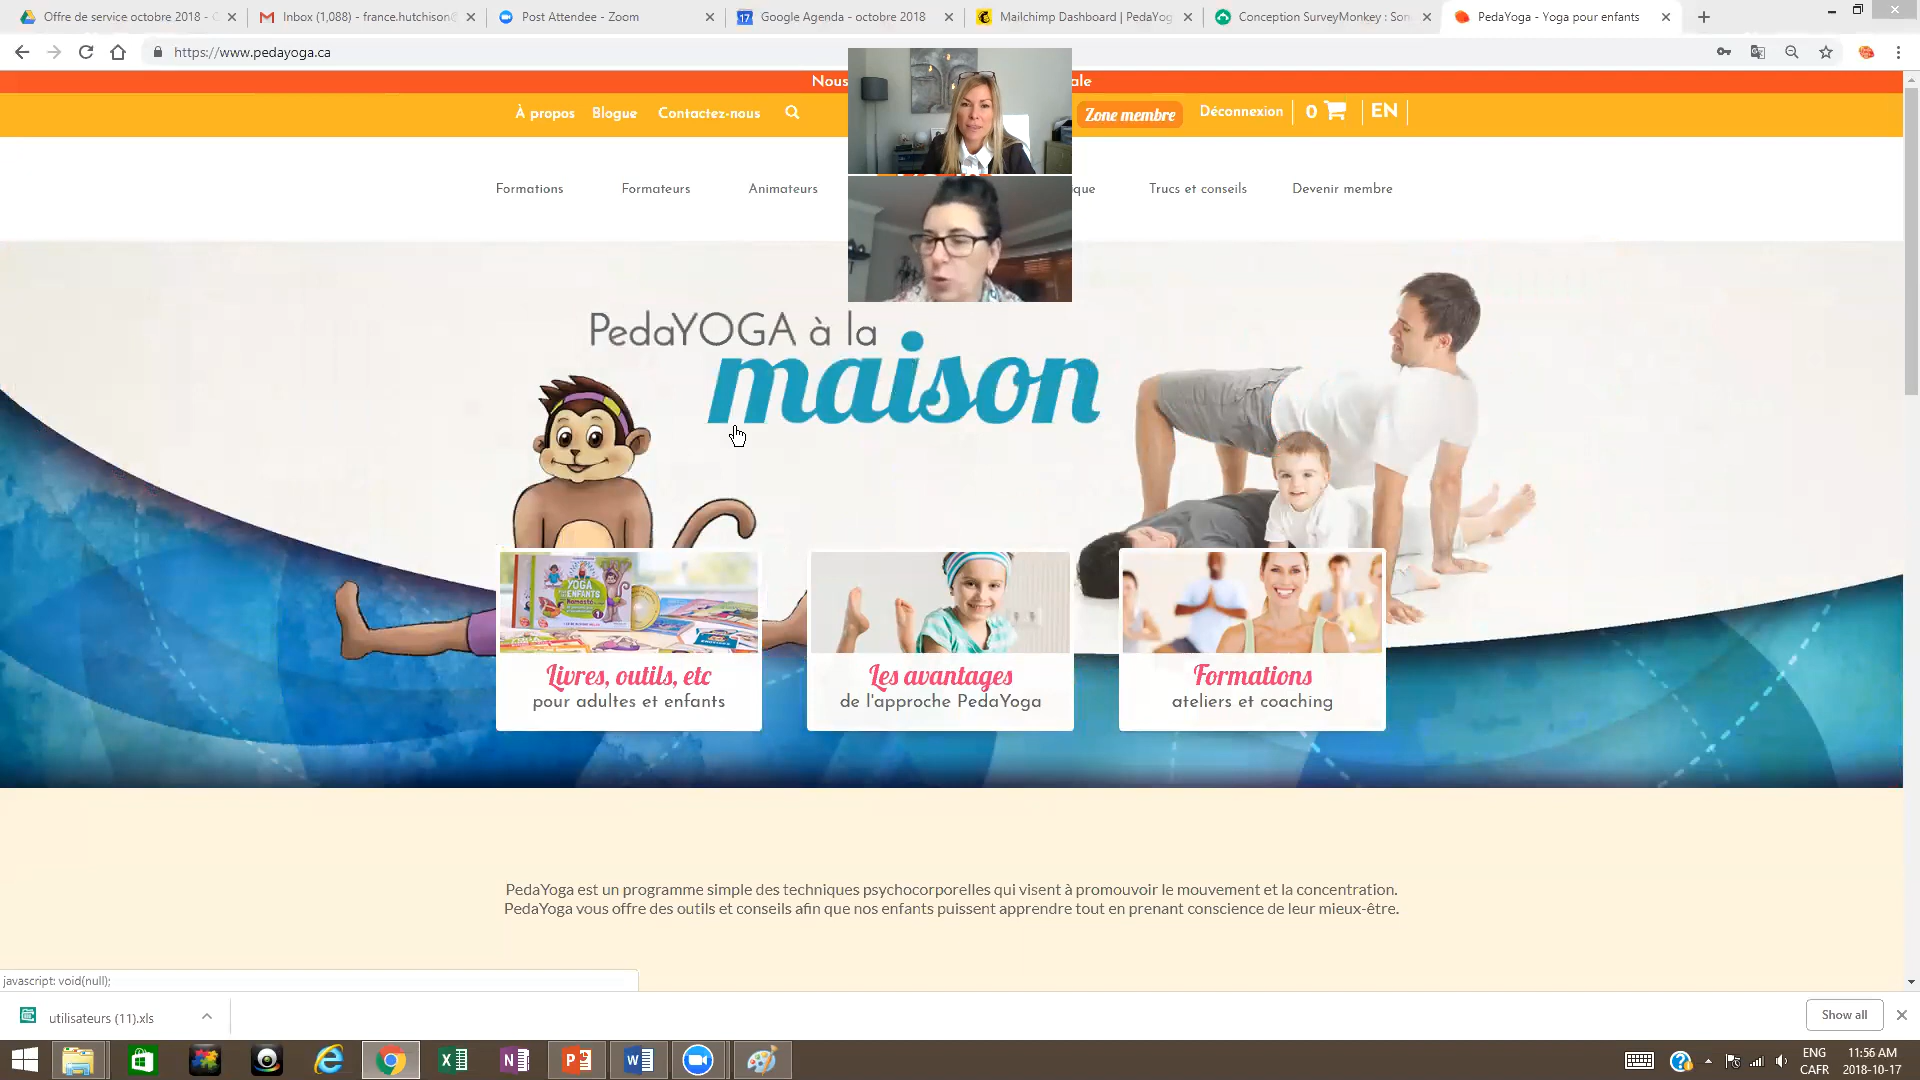 Offre de service octobre 2018 -
Inbox (1,088) - france.hutchison@
Post Attendee - Zoom
Google Agenda - octobre 2018
Mailchimp Dashboard | PedaYog
Conception SurveyMonkey : Son
PedaYoga - Yoga pour enfants
https://www.pedayoga.ca
Nous
ale
À propos
Blogue
Contactez-nous
Zone membre
Déconnexion
0
EN
Formations
Formateurs
Animateurs
ique
Trucs et conseils
Devenir membre
PedaYOGA à la
maison
YOGA
ENFANTS
Namasté
1
Livres, outils, etc
pour adultes et enfants
Les avantages
de l'approche PedaYoga
Formations
ateliers et coaching
PedaYoga est un programme simple des techniques psychocorporelles qui visent à promouvoir le mouvement et la concentration.
PedaYoga vous offre des outils et conseils afin que nos enfants puissent apprendre tout en prenant conscience de leur mieux-être.
javascript: void(null);
utilisateurs (11).xls
Show all
ENG
CAFR
11:56 AM
2018-10-17